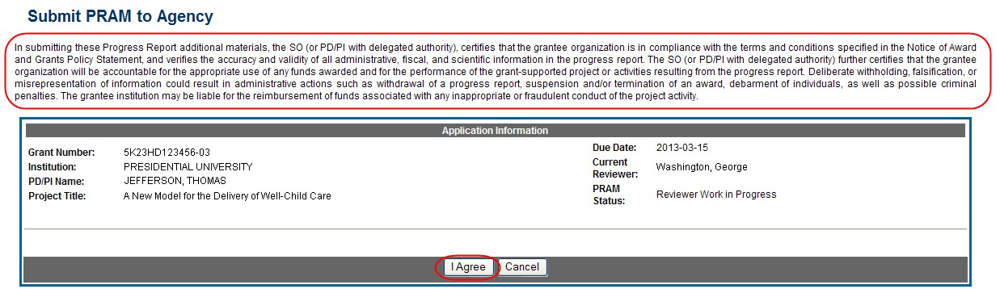 Submit PRAM to Agency
In submitting these Progress Report additional materials, the SO (or PD/PI with delegated authority), certifies that the grantee organization is in compliance with the terms and conditions specified in the Notice of Award
and Grants Policy Statement, and verifies the accuracy and validity of all administrative, fiscal, and scientific information in the progress report. The SO (or PD/PI with delegated authority) further certifies that the grantee
organization will be accountable for the appropriate use of any funds awarded and for the performance of the grant-supported project or activities resulting from the progress report. Deliberate withholding, falsification, or
misrepresentation of information could result in administrative actions such as withdrawal of a progress report, suspension and/or termination of an award, debarment of individuals, as well as possible criminal
penalties. The grantee institution may be liable for the reimbursement of funds associated with any inappropriate or fraudulent conduct of the project activity.
Application Information
Grant Number: 5K23HD123456-03
Institution: PRESIDENTIAL UNIVERSITY
PD/PI Name: JEFFERSON, THOMAS
Project Title: A New Model for the Delivery of Well-Child Care
Due Date: 2013-03-15
Current
Reviewer: Washington, George
PRAM
Status: Reviewer Work in Progress
I Agree Cancel